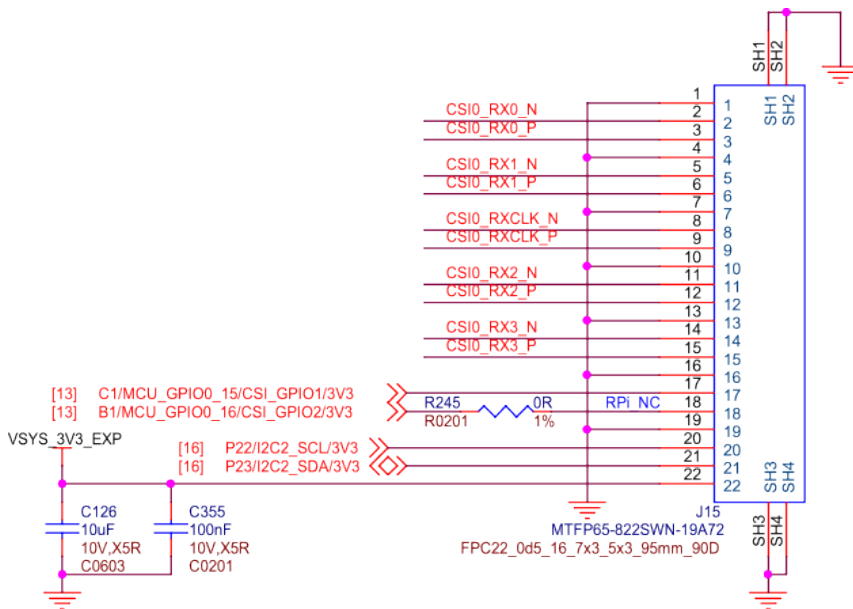 SH1
SH2
1 1 SH1 SH2
CSI0_RX0_N 2 2
CSI0_RX0_P 3 3
4 4
CSI0_RX1_N 5 5
CSI0_RX1_P 6 6
7 7
CSI0_RXCLK_N 8 8
CSI0_RXCLK_P 9 9
10 10
CSI0_RX2_N 11 11
CSI0_RX2_P 12 12
13 13
CSI0_RX3_N 14 14
CSI0_RX3_P 15 15
16 16
[13] C1/MCU_GPIO0_15/CSI_GPIO1/3V3 17 17
[13] B1/MCU_GPIO0_16/CSI_GPIO2/3V3 R245 0R RPi_NC 18 18
R0201 1% 19 19
VSYS_3V3_EXP
[16] P22/I2C2_SCL/3V3 20 20
[16] P23/I2C2_SDA/3V3 21 21
22 22 SH3 SH4
C126 C355 J15
10uF 100nF MTFP65-822SWN-19A72
10V,X5R 10V,X5R FPC22_0d5_16_7x3_5x3_95mm_90D
C0603 C0201
SH3
SH4